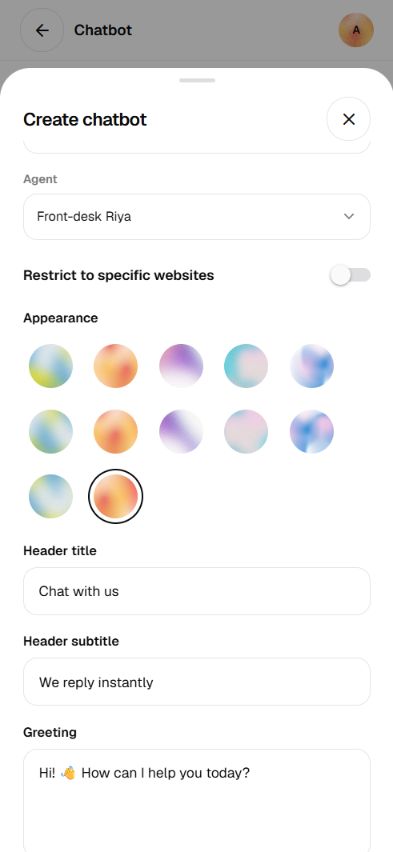 Chatbot
A
Create chatbot
Agent
Front-desk Riya
Restrict to specific websites
Appearance
Header title
Chat with us
Header subtitle
We reply instantly
Greeting
Hi! 👋 How can I help you today?